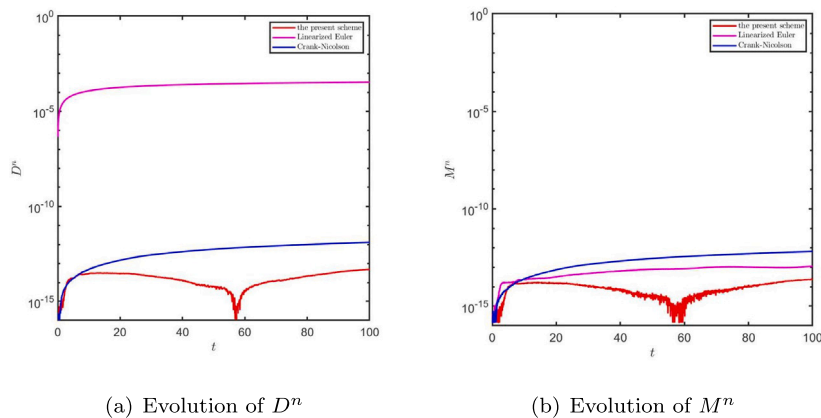 10^0
10^-5
10^-10
10^-15
D^n
0 20 40 60 80 100
t
the present scheme
Linearized Euler
Crank-Nicolson
(a) Evolution of D^n
10^0
10^-5
10^-10
10^-15
M^n
0 20 40 60 80 100
t
the present scheme
Linearized Euler
Crank-Nicolson
(b) Evolution of M^n